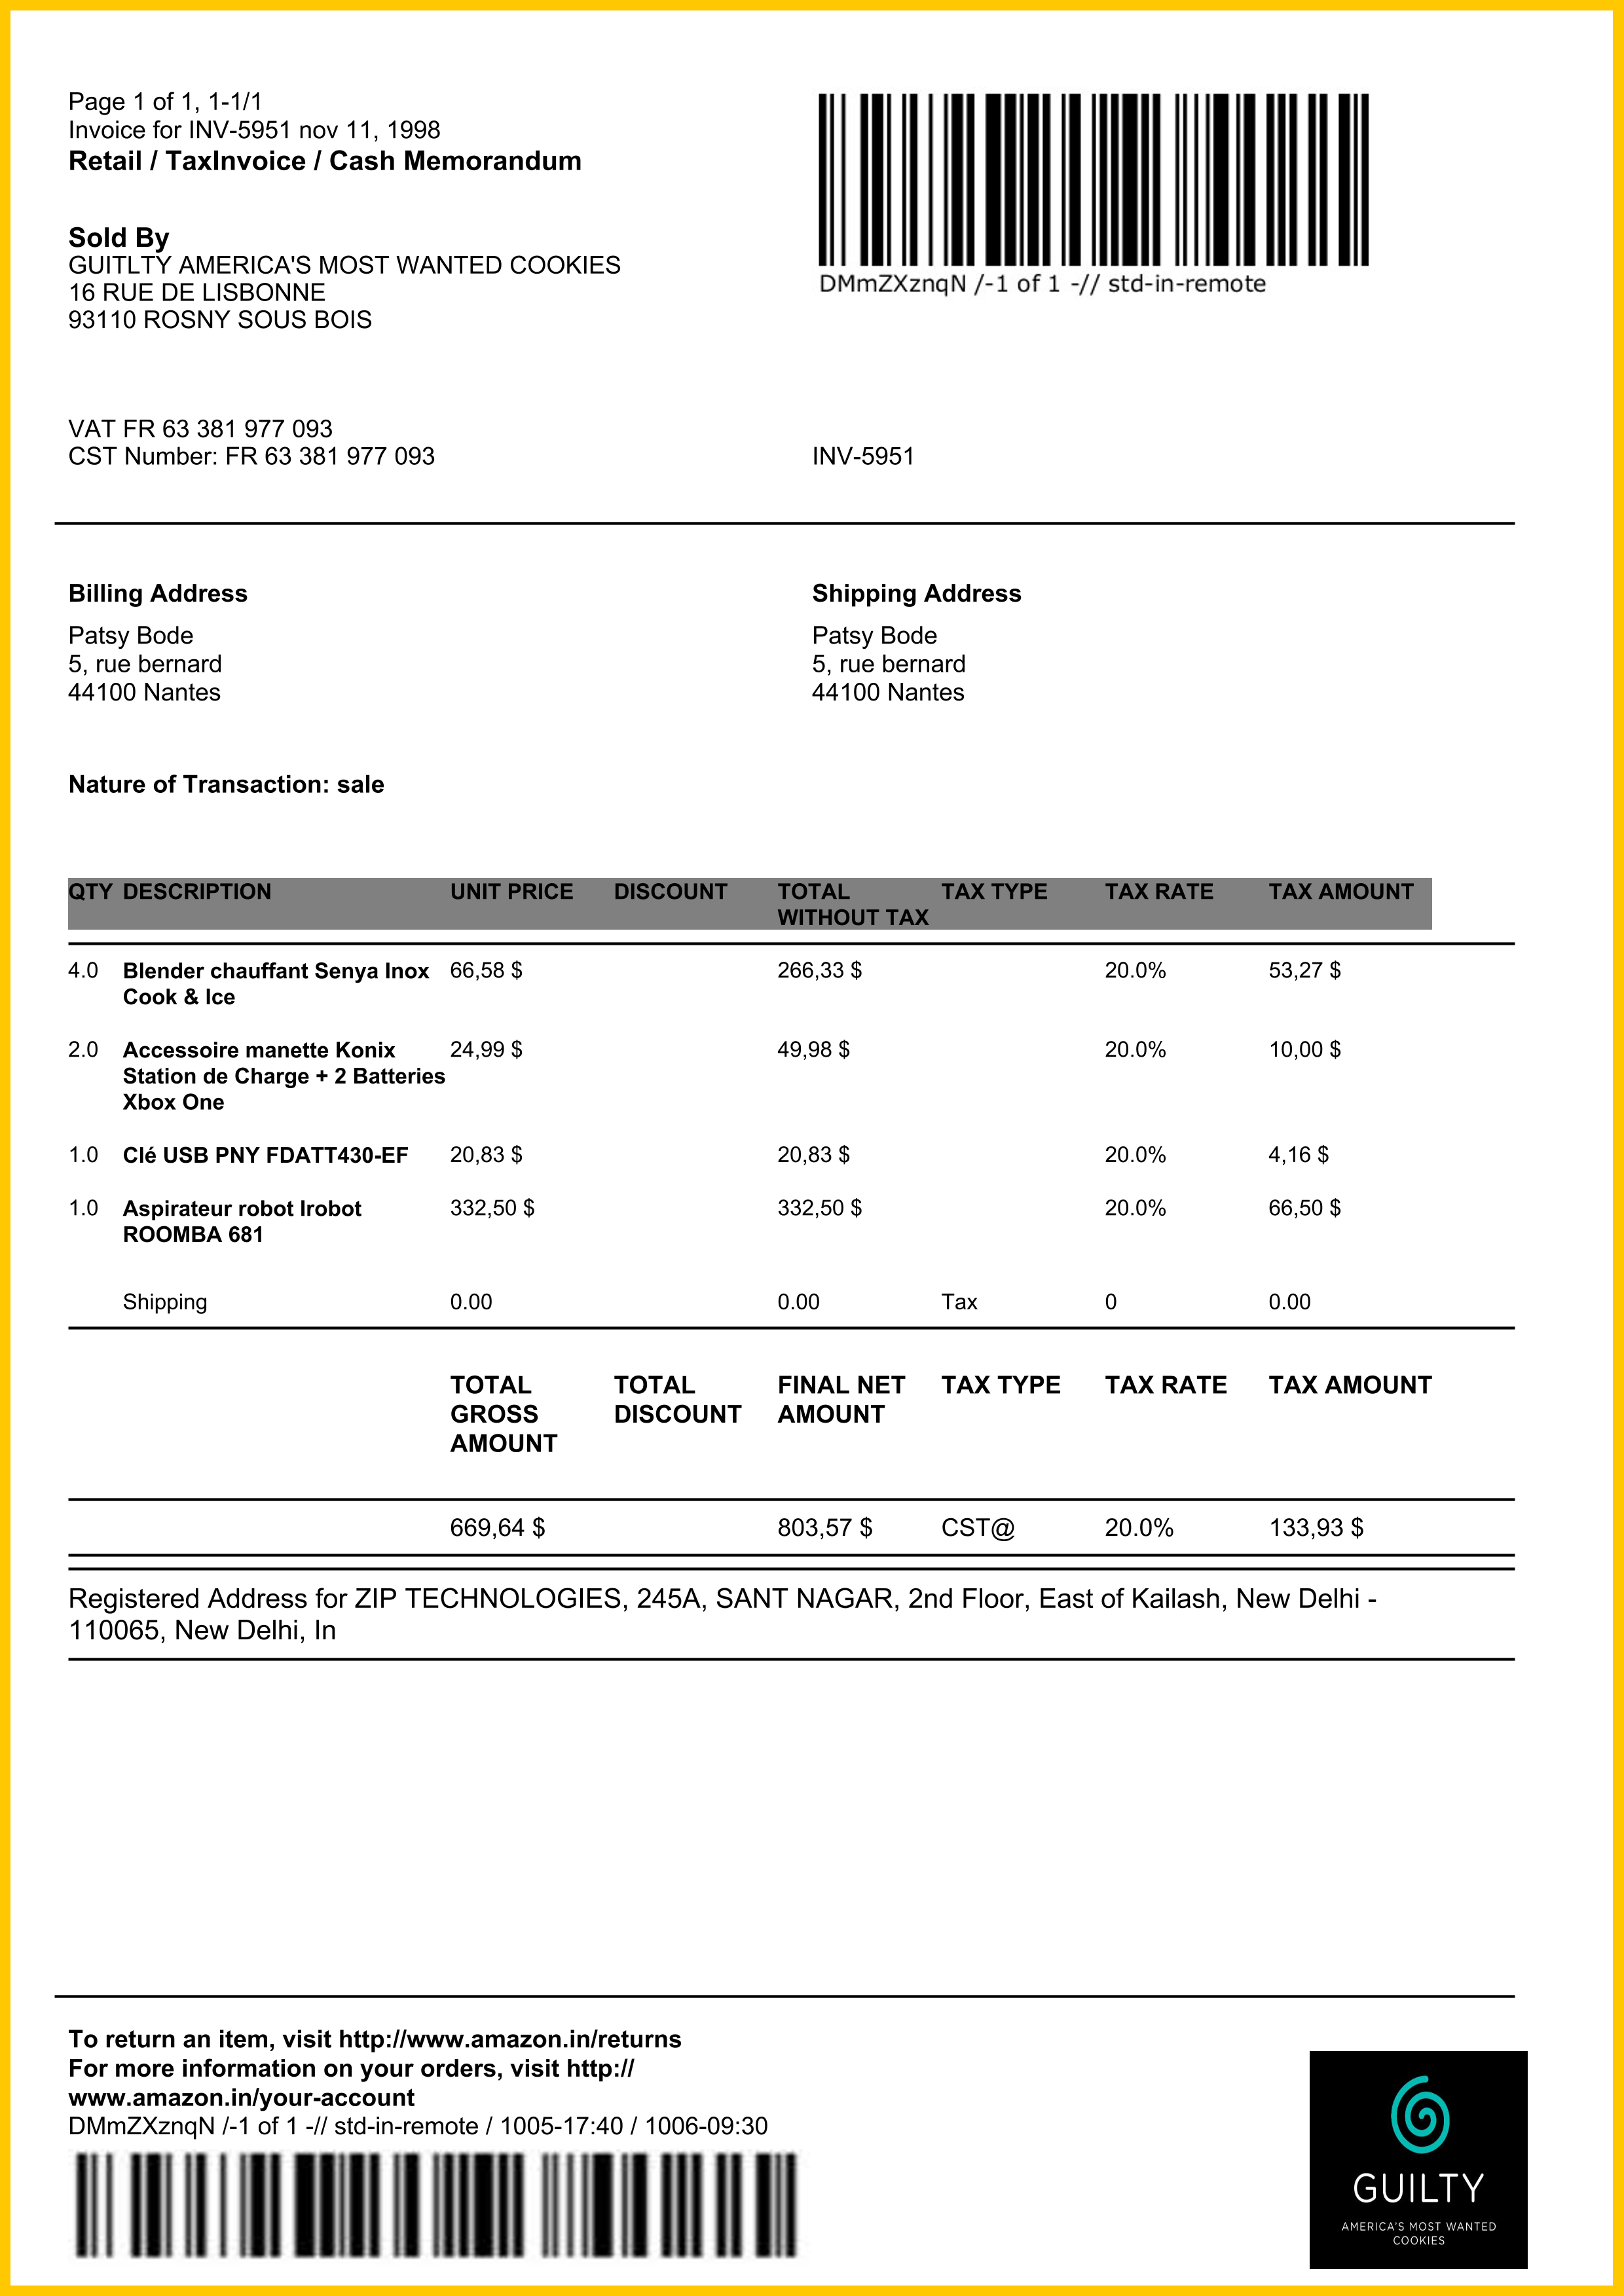 Page 1 of 1, 1-1/1
Invoice for INV-5951 nov 11, 1998
Retail / TaxInvoice / Cash Memorandum
DMmZXznqN /-1 of 1 -// std-in-remote
Sold By
GUITLTY AMERICA'S MOST WANTED COOKIES
16 RUE DE LISBONNE
93110 ROSNY SOUS BOIS
VAT FR 63 381 977 093
CST Number: FR 63 381 977 093 INV-5951
Billing Address
Patsy Bode
5, rue bernard
44100 Nantes
Shipping Address
Patsy Bode
5, rue bernard
44100 Nantes
Nature of Transaction: sale
QTY DESCRIPTION UNIT PRICE DISCOUNT TOTAL TAX TYPE TAX RATE TAX AMOUNT
WITHOUT TAX
4.0 Blender chauffant Senya Inox 66,58 $ 266,33 $ 20.0% 53,27 $
Cook & Ice
2.0 Accessoire manette Konix 24,99 $ 49,98 $ 20.0% 10,00 $
Station de Charge + 2 Batteries
Xbox One
1.0 Clé USB PNY FDATT430-EF 20,83 $ 20,83 $ 20.0% 4,16 $
1.0 Aspirateur robot Irobot 332,50 $ 332,50 $ 20.0% 66,50 $
ROOMBA 681
Shipping 0.00 0.00 Tax 0 0.00
TOTAL TOTAL FINAL NET TAX TYPE TAX RATE TAX AMOUNT
GROSS DISCOUNT AMOUNT
AMOUNT
669,64 $ 803,57 $ CST@ 20.0% 133,93 $
Registered Address for ZIP TECHNOLOGIES, 245A, SANT NAGAR, 2nd Floor, East of Kailash, New Delhi -
110065, New Delhi, In
To return an item, visit http://www.amazon.in/returns
For more information on your orders, visit http://
www.amazon.in/your-account
DMmZXznqN /-1 of 1 -// std-in-remote / 1005-17:40 / 1006-09:30
GUILTY
AMERICA'S MOST WANTED
COOKIES